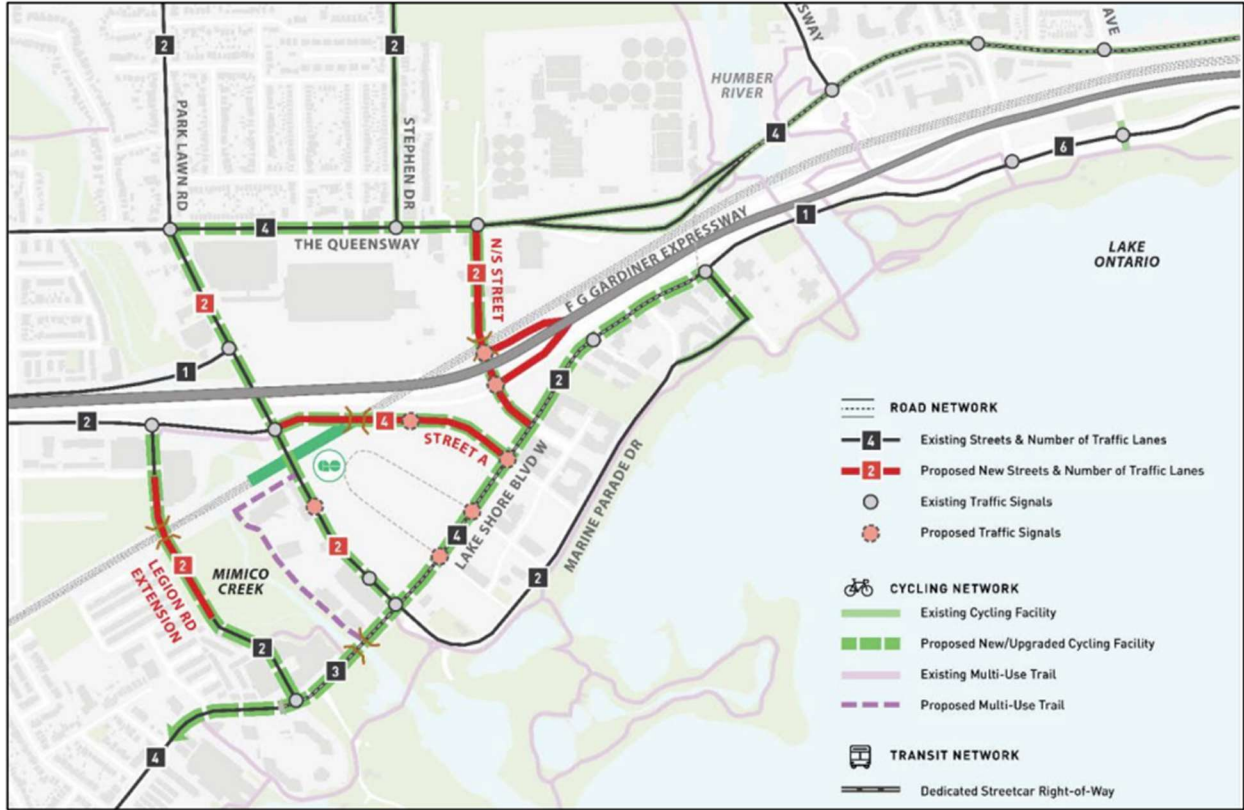 2
2
SWAY
AVE
HUMBER
RIVER
PARK LAWN RD
STEPHEN DR
4
6
4
THE QUEENSWAY
N/S STREET
F G GARDINER EXPRESSWAY
1
LAKE
ONTARIO
2
2
1
2
2
4
STREET A
LAKE SHORE BLVD W
MARINE PARADE DR
GO
4
2
2
2
LEGION RD
EXTENSION
MIMICO
CREEK
2
3
4
ROAD NETWORK
4 Existing Streets & Number of Traffic Lanes
2 Proposed New Streets & Number of Traffic Lanes
Existing Traffic Signals
Proposed Traffic Signals
CYCLING NETWORK
Existing Cycling Facility
Proposed New/Upgraded Cycling Facility
Existing Multi-Use Trail
Proposed Multi-Use Trail
TRANSIT NETWORK
Dedicated Streetcar Right-of-Way